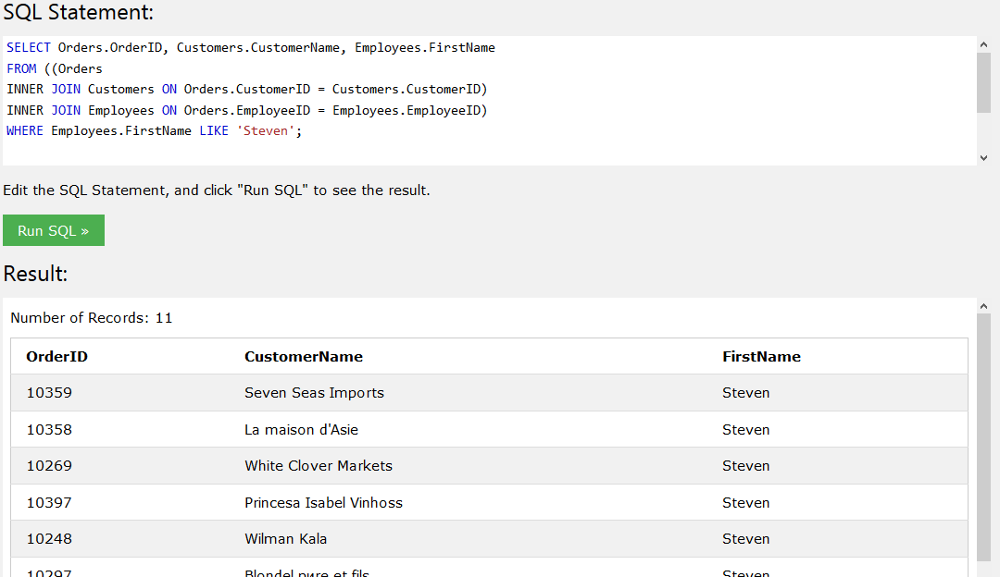 SQL Statement:
SELECT Orders.OrderID, Customers.CustomerName, Employees.FirstName
FROM ((Orders
INNER JOIN Customers ON Orders.CustomerID = Customers.CustomerID)
INNER JOIN Employees ON Orders.EmployeeID = Employees.EmployeeID)
WHERE Employees.FirstName LIKE 'Steven';
Edit the SQL Statement, and click "Run SQL" to see the result.
Run SQL »
Result:
Number of Records: 11
OrderID CustomerName FirstName
10359 Seven Seas Imports Steven
10358 La maison d'Asie Steven
10269 White Clover Markets Steven
10397 Princesa Isabel Vinhoss Steven
10248 Wilman Kala Steven
10297 Blondel pиre et fils Steven